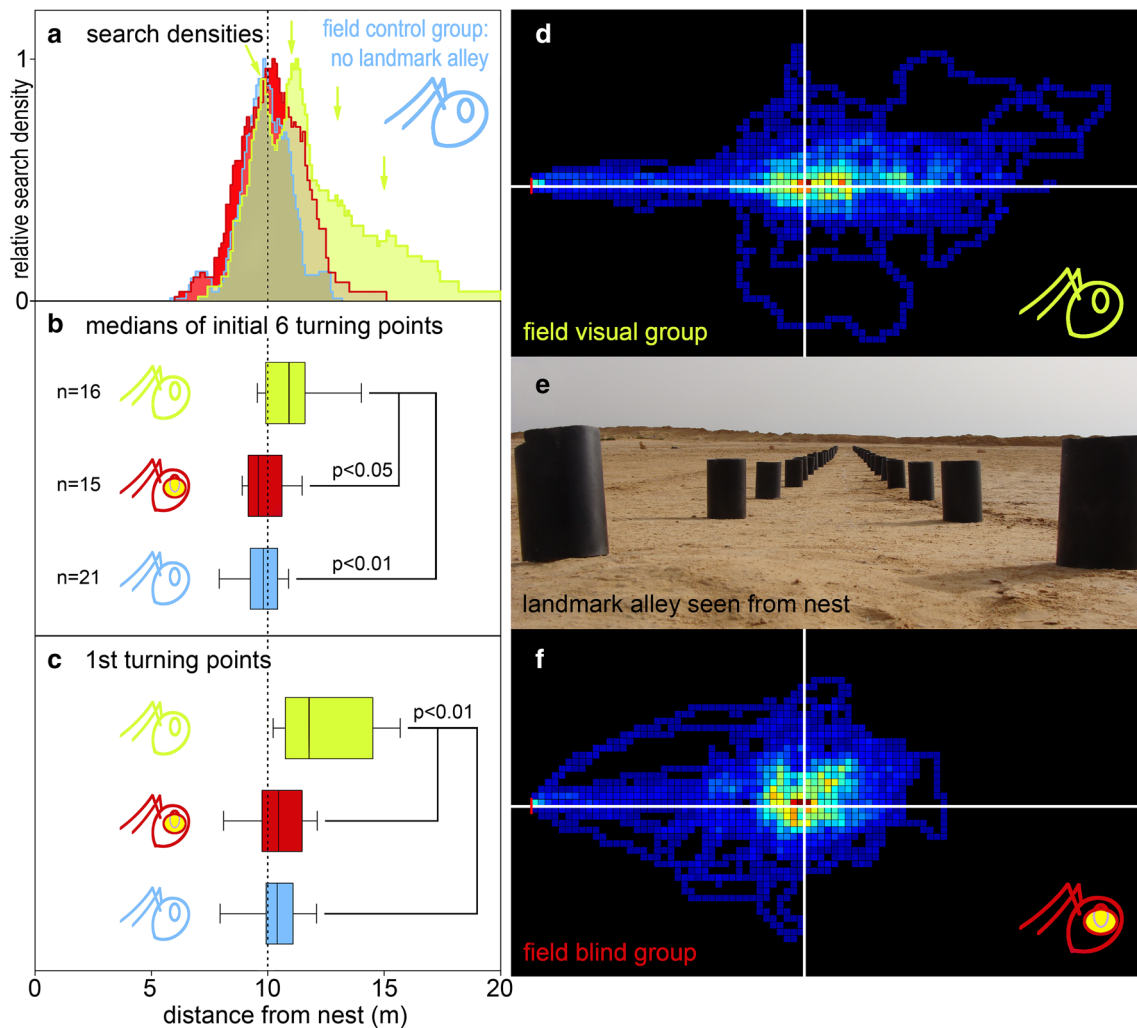 a
search densities
field control group:
no landmark alley
1
relative search density
0
b
medians of initial 6 turning points
n=16
n=15
p<0.05
n=21
p<0.01
c
1st turning points
p<0.01
0
5
10
15
20
distance from nest (m)
d
field visual group
e
landmark alley seen from nest
f
field blind group